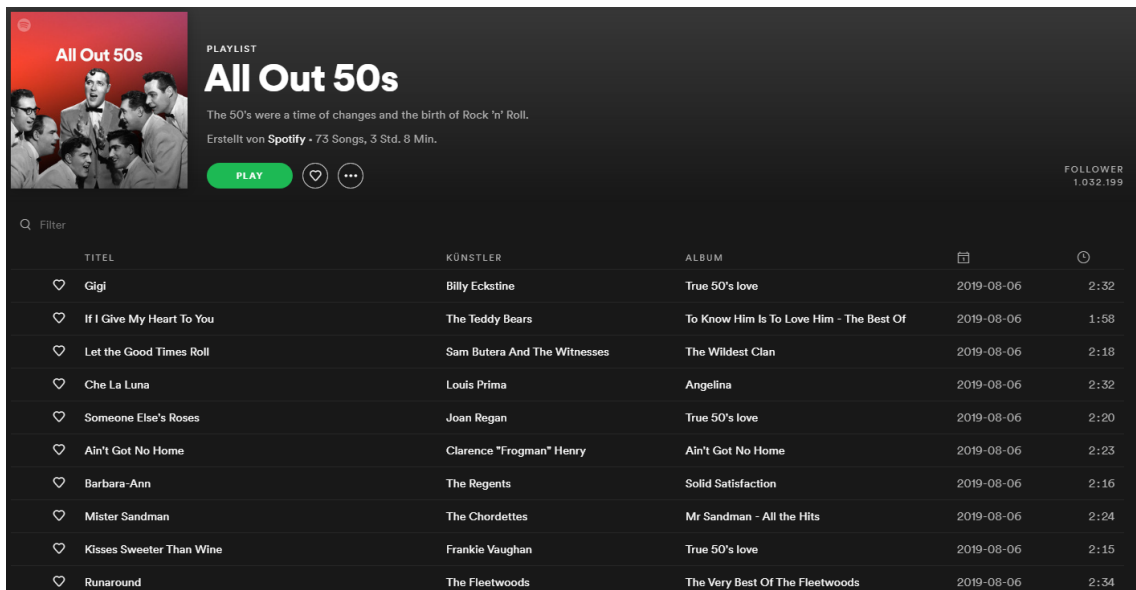 All Out 50s
PLAYLIST
All Out 50s
The 50's were a time of changes and the birth of Rock 'n' Roll.
Erstellt von Spotify • 73 Songs, 3 Std. 8 Min.
PLAY
FOLLOWER
1.032.199
Filter
TITEL KÜNSTLER ALBUM
Gigi Billy Eckstine True 50's love 2019-08-06 2:32
If I Give My Heart To You The Teddy Bears To Know Him Is To Love Him - The Best Of 2019-08-06 1:58
Let the Good Times Roll Sam Butera And The Witnesses The Wildest Clan 2019-08-06 2:18
Che La Luna Louis Prima Angelina 2019-08-06 2:32
Someone Else's Roses Joan Regan True 50's love 2019-08-06 2:20
Ain't Got No Home Clarence "Frogman" Henry Ain't Got No Home 2019-08-06 2:23
Barbara-Ann The Regents Solid Satisfaction 2019-08-06 2:16
Mister Sandman The Chordettes Mr Sandman - All the Hits 2019-08-06 2:24
Kisses Sweeter Than Wine Frankie Vaughan True 50's love 2019-08-06 2:15
Runaround The Fleetwoods The Very Best Of The Fleetwoods 2019-08-06 2:34